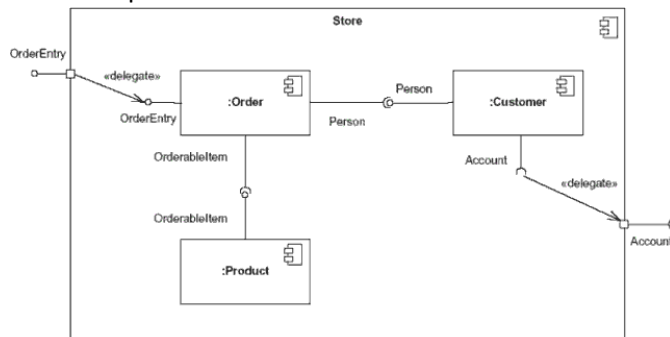 Store
OrderEntry
«delegate»
:Order
OrderEntry
Person
Person
:Customer
OrderableItem
Account
«delegate»
OrderableItem
Account
:Product